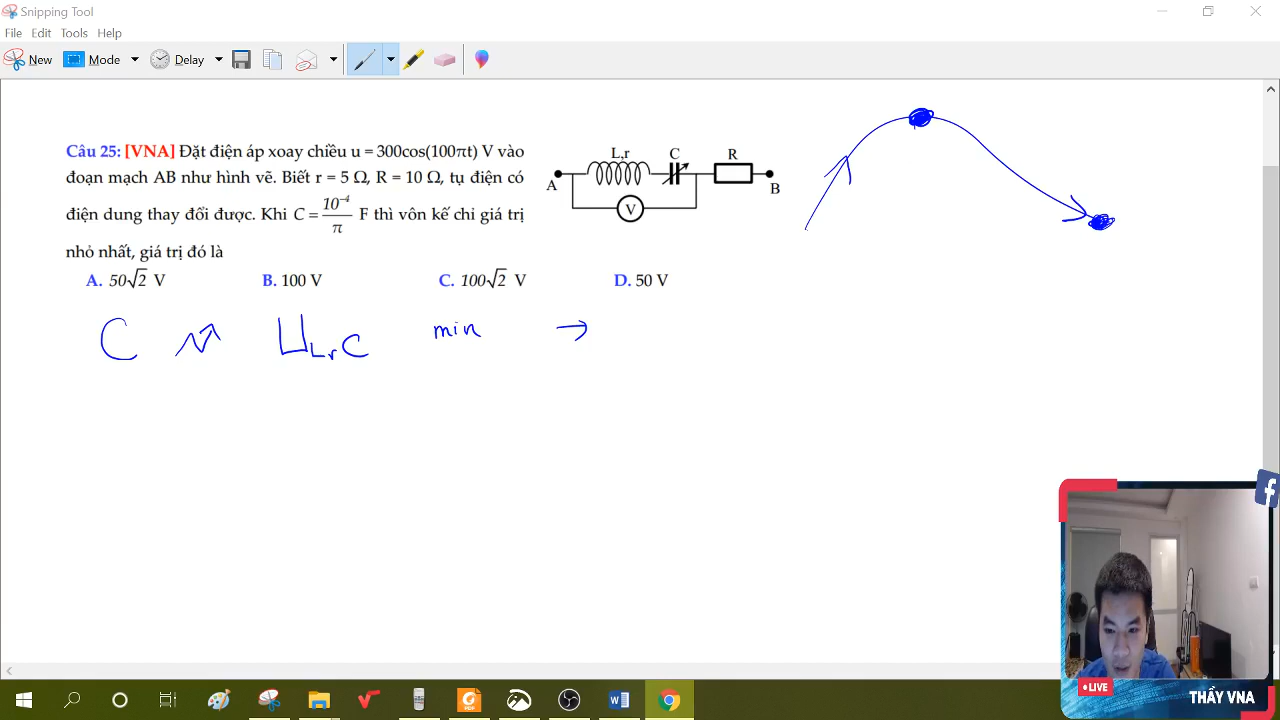 Snipping Tool
File Edit Tools Help
New Mode Delay
Câu 25: [VNA] Đặt điện áp xoay chiều u = 300cos(100πt) V vào
đoạn mạch AB như hình vẽ. Biết r = 5 Ω, R = 10 Ω, tụ điện có
điện dung thay đổi được. Khi C = 10⁻⁴/π F thì vôn kế chỉ giá trị
nhỏ nhất, giá trị đó là
A. 50√2 V B. 100 V C. 100√2 V D. 50 V
L,r C R
A B
V
C U LrC min →
LIVE THẦY VNA